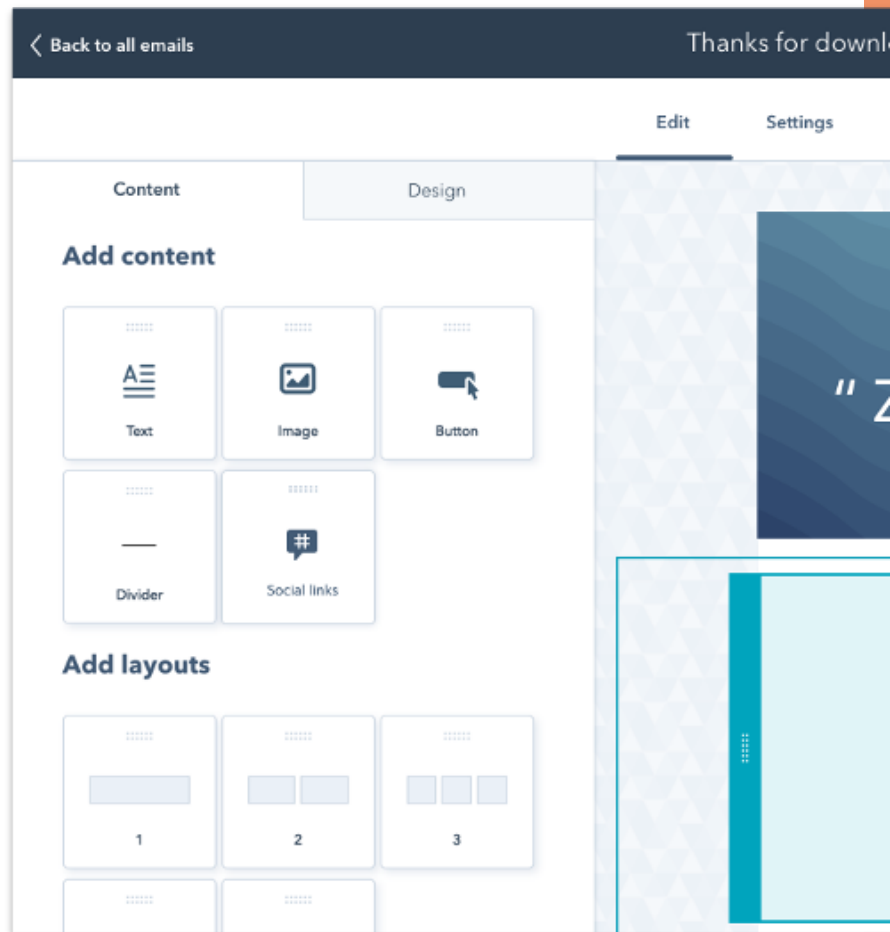 Back to all emails
Thanks for downl
Edit
Settings
Content
Design
Add content
Text
Image
Button
Divider
Social links
Add layouts
1
2
3
“ Z